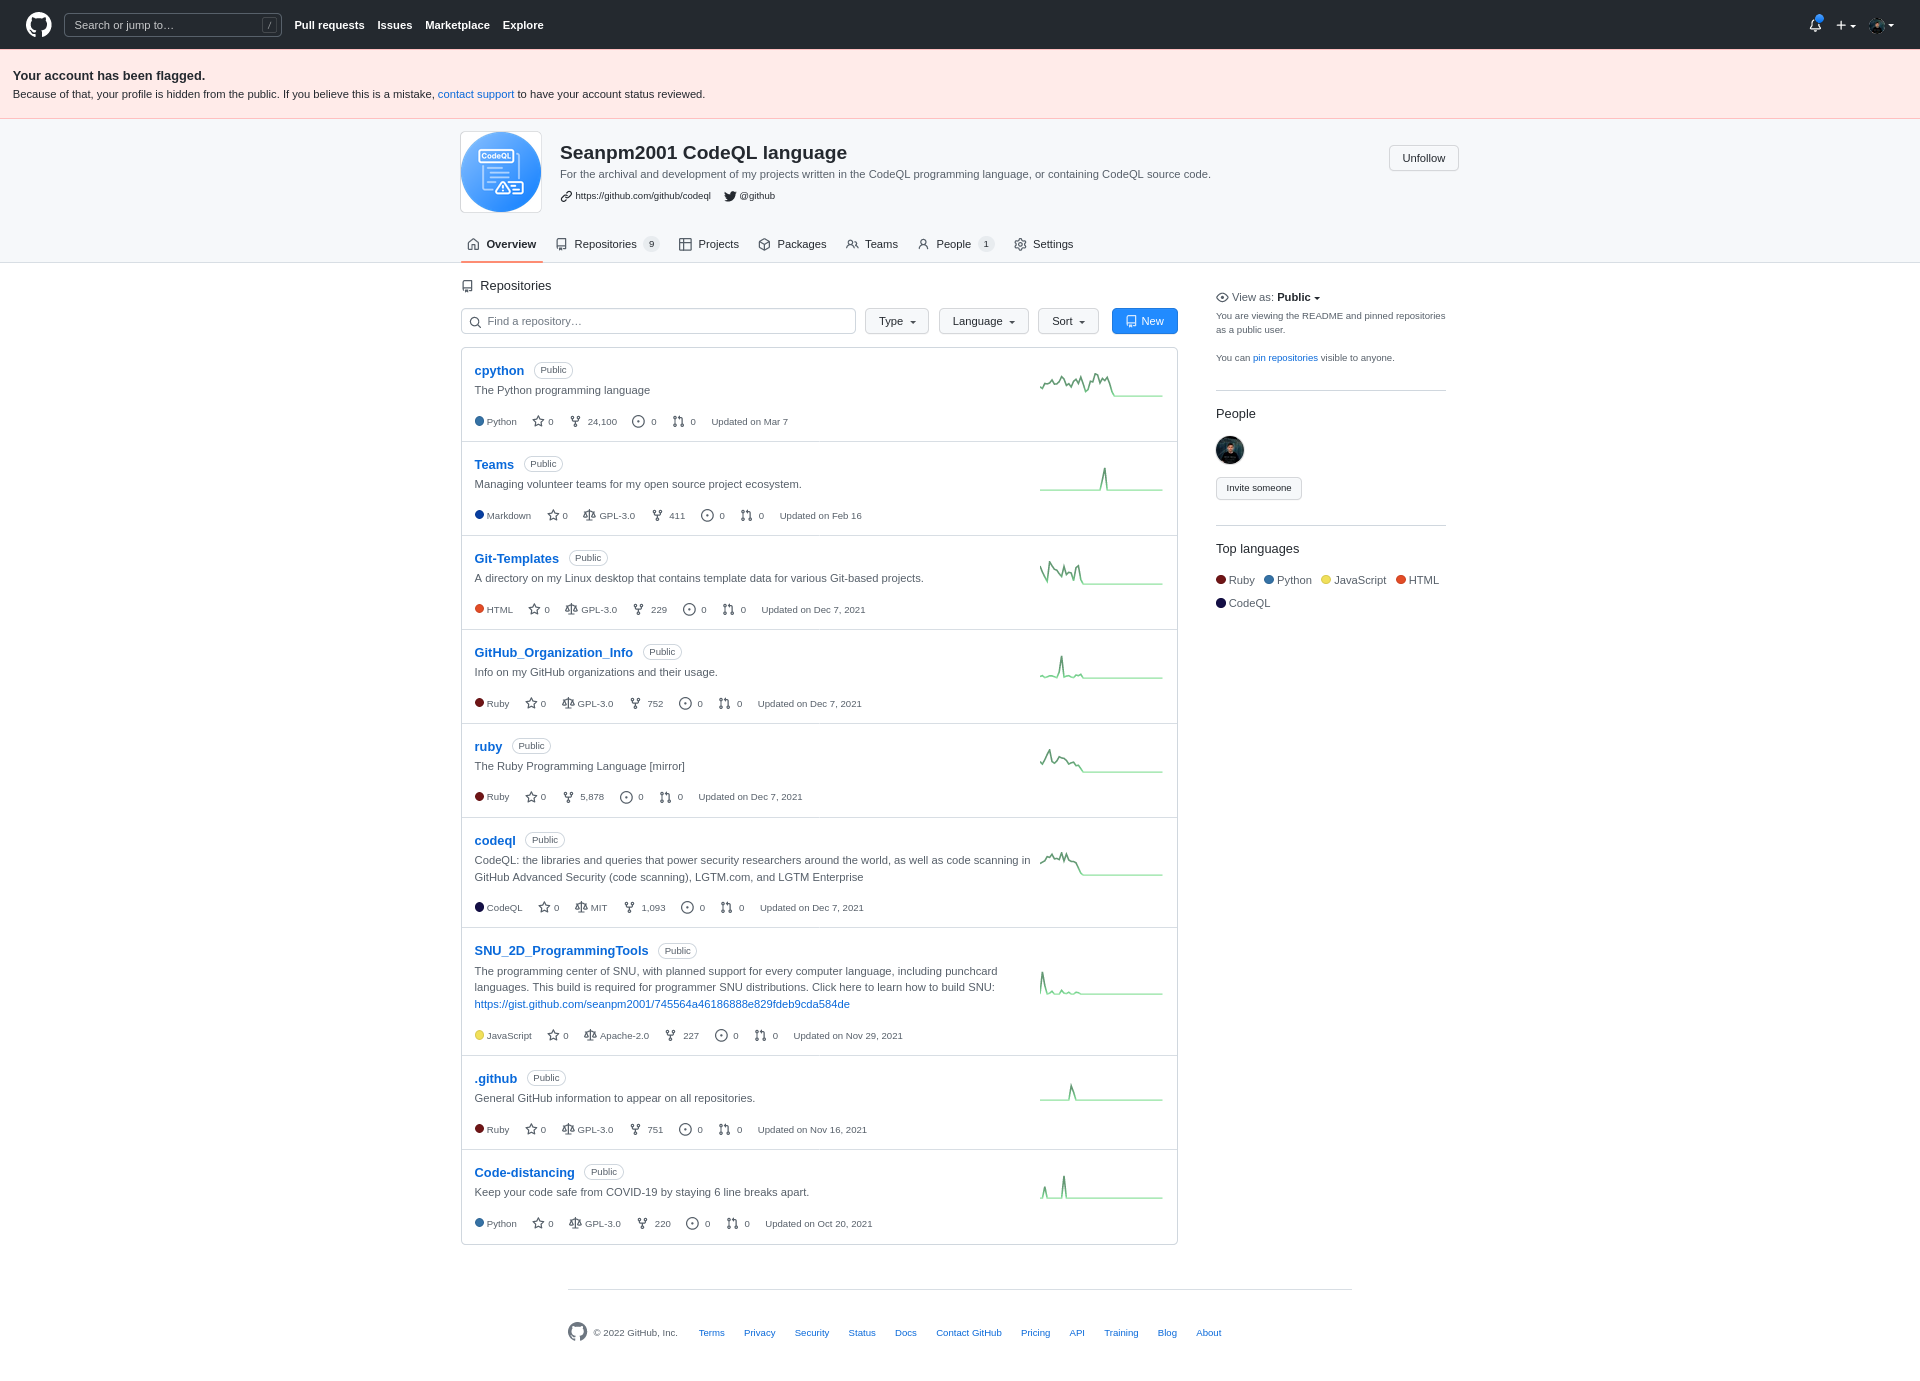 Search or jump to… /
Pull requests Issues Marketplace Explore
Your account has been flagged.
Because of that, your profile is hidden from the public. If you believe this is a mistake, contact support to have your account status reviewed.
CodeQL
Seanpm2001 CodeQL language
For the archival and development of my projects written in the CodeQL programming language, or containing CodeQL source code.
https://github.com/github/codeql @github
Unfollow
Overview Repositories 9 Projects Packages Teams People 1 Settings
Repositories
Find a repository… Type Language Sort New
cpython Public
The Python programming language
Python 0 24,100 0 0 Updated on Mar 7
Teams Public
Managing volunteer teams for my open source project ecosystem.
Markdown 0 GPL-3.0 411 0 0 Updated on Feb 16
Git-Templates Public
A directory on my Linux desktop that contains template data for various Git-based projects.
HTML 0 GPL-3.0 229 0 0 Updated on Dec 7, 2021
GitHub_Organization_Info Public
Info on my GitHub organizations and their usage.
Ruby 0 GPL-3.0 752 0 0 Updated on Dec 7, 2021
ruby Public
The Ruby Programming Language [mirror]
Ruby 0 5,878 0 0 Updated on Dec 7, 2021
codeql Public
CodeQL: the libraries and queries that power security researchers around the world, as well as code scanning in
GitHub Advanced Security (code scanning), LGTM.com, and LGTM Enterprise
CodeQL 0 MIT 1,093 0 0 Updated on Dec 7, 2021
SNU_2D_ProgrammingTools Public
The programming center of SNU, with planned support for every computer language, including punchcard
languages. This build is required for programmer SNU distributions. Click here to learn how to build SNU:
https://gist.github.com/seanpm2001/745564a46186888e829fdeb9cda584de
JavaScript 0 Apache-2.0 227 0 0 Updated on Nov 29, 2021
.github Public
General GitHub information to appear on all repositories.
Ruby 0 GPL-3.0 751 0 0 Updated on Nov 16, 2021
Code-distancing Public
Keep your code safe from COVID-19 by staying 6 line breaks apart.
Python 0 GPL-3.0 220 0 0 Updated on Oct 20, 2021
View as: Public
You are viewing the README and pinned repositories
as a public user.
You can pin repositories visible to anyone.
People
Invite someone
Top languages
Ruby Python JavaScript HTML
CodeQL
© 2022 GitHub, Inc. Terms Privacy Security Status Docs Contact GitHub Pricing API Training Blog About